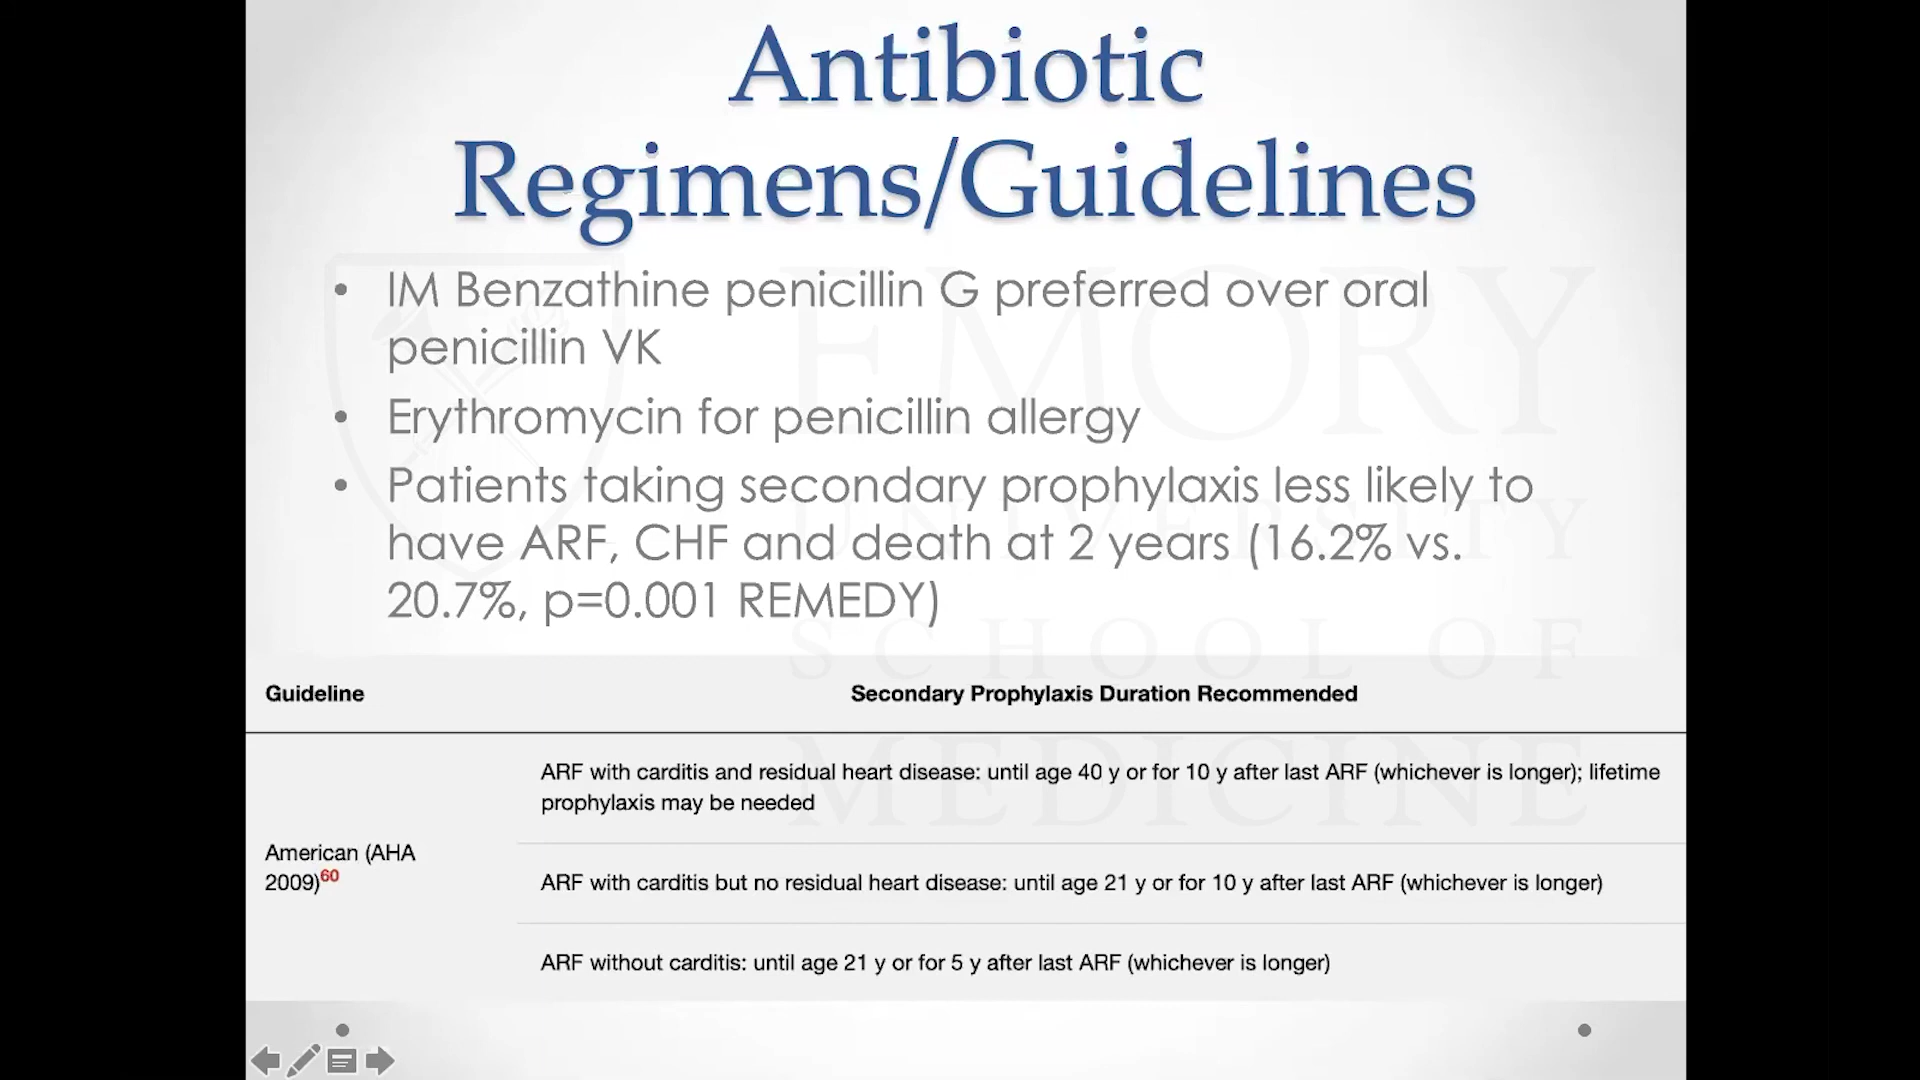 Antibiotic
Regimens/Guidelines
• IM Benzathine penicillin G preferred over oral
penicillin VK
• Erythromycin for penicillin allergy
• Patients taking secondary prophylaxis less likely to
have ARF, CHF and death at 2 years (16.2% vs.
20.7%, p=0.001 REMEDY)
EMORY
UNIVERSITY
SCHOOL OF
MEDICINE
Guideline Secondary Prophylaxis Duration Recommended
ARF with carditis and residual heart disease: until age 40 y or for 10 y after last ARF (whichever is longer); lifetime
prophylaxis may be needed
American (AHA
2009)60
ARF with carditis but no residual heart disease: until age 21 y or for 10 y after last ARF (whichever is longer)
ARF without carditis: until age 21 y or for 5 y after last ARF (whichever is longer)